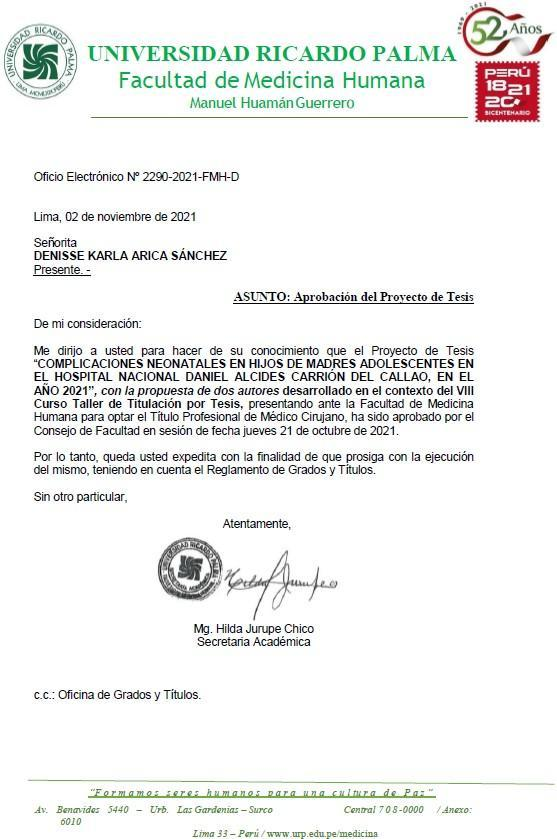 UNIVERSIDAD RICARDO PALMA
LIMA MCMLXIX PERÚ
1969 - 2021
52 Años
PERÚ
18 21
20
BICENTENARIO
UNIVERSIDAD RICARDO PALMA
Facultad de Medicina Humana
Manuel Huamán Guerrero
Oficio Electrónico Nº 2290-2021-FMH-D
Lima, 02 de noviembre de 2021
Señorita
DENISSE KARLA ARICA SÁNCHEZ
Presente. -
ASUNTO: Aprobación del Proyecto de Tesis
De mi consideración:
Me dirijo a usted para hacer de su conocimiento que el Proyecto de Tesis
“COMPLICACIONES NEONATALES EN HIJOS DE MADRES ADOLESCENTES EN
EL HOSPITAL NACIONAL DANIEL ALCIDES CARRIÓN DEL CALLAO, EN EL
AÑO 2021”, con la propuesta de dos autores desarrollado en el contexto del VIII
Curso Taller de Titulación por Tesis, presentando ante la Facultad de Medicina
Humana para optar el Título Profesional de Médico Cirujano, ha sido aprobado por el
Consejo de Facultad en sesión de fecha jueves 21 de octubre de 2021.
Por lo tanto, queda usted expedita con la finalidad de que prosiga con la ejecución
del mismo, teniendo en cuenta el Reglamento de Grados y Títulos.
Sin otro particular,
Atentamente,
UNIVERSIDAD RICARDO PALMA
Hilda Jurupe
Mg. Hilda Jurupe Chico
Secretaria Académica
c.c.: Oficina de Grados y Títulos.
"Formamos seres humanos para una cultura de Paz"
Av. Benavides 5440 – Urb. Las Gardenias – Surco Central 708-0000 / Anexo:
6010
Lima 33 – Perú / www.urp.edu.pe/medicina